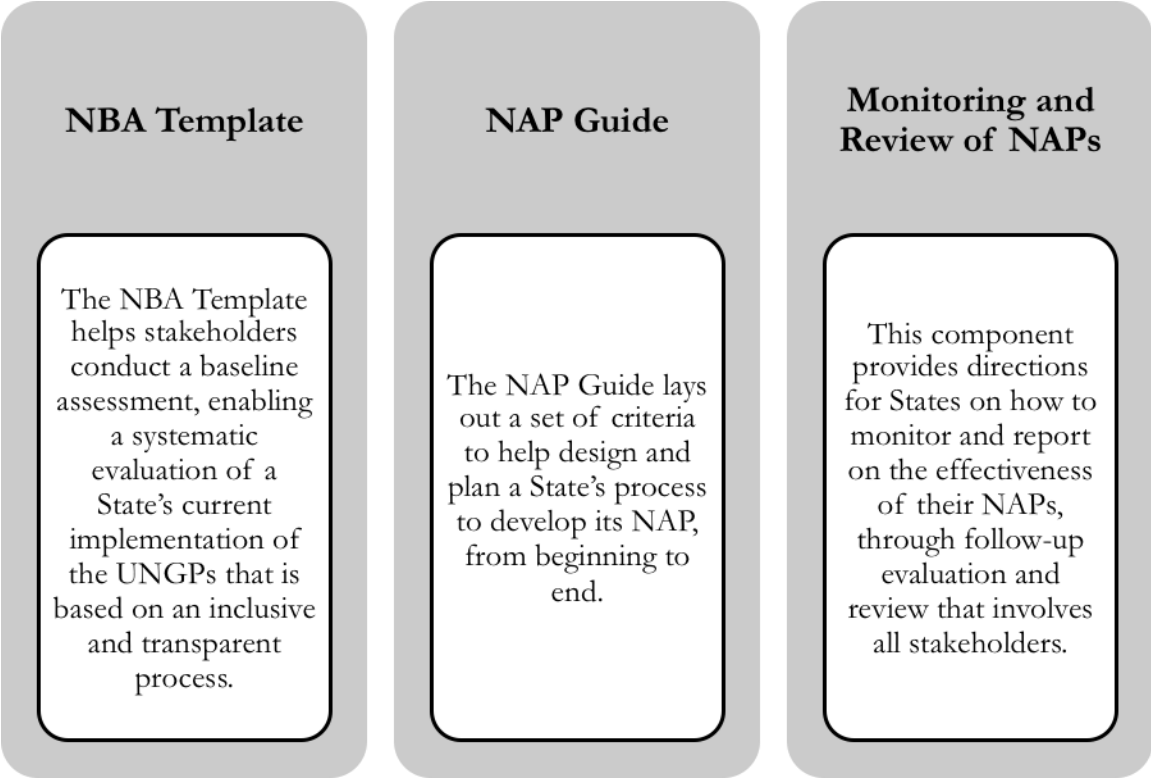 NBA Template
The NBA Template
helps stakeholders
conduct a baseline
assessment, enabling
a systematic
evaluation of a
State's current
implementation of
the UNGPs that is
based on an inclusive
and transparent
process.
NAP Guide
The NAP Guide lays
out a set of criteria
to help design and
plan a State's process
to develop its NAP,
from beginning to
end.
Monitoring and
Review of NAPs
This component
provides directions
for States on how to
monitor and report
on the effectiveness
of their NAPs,
through follow-up
evaluation and
review that involves
all stakeholders.